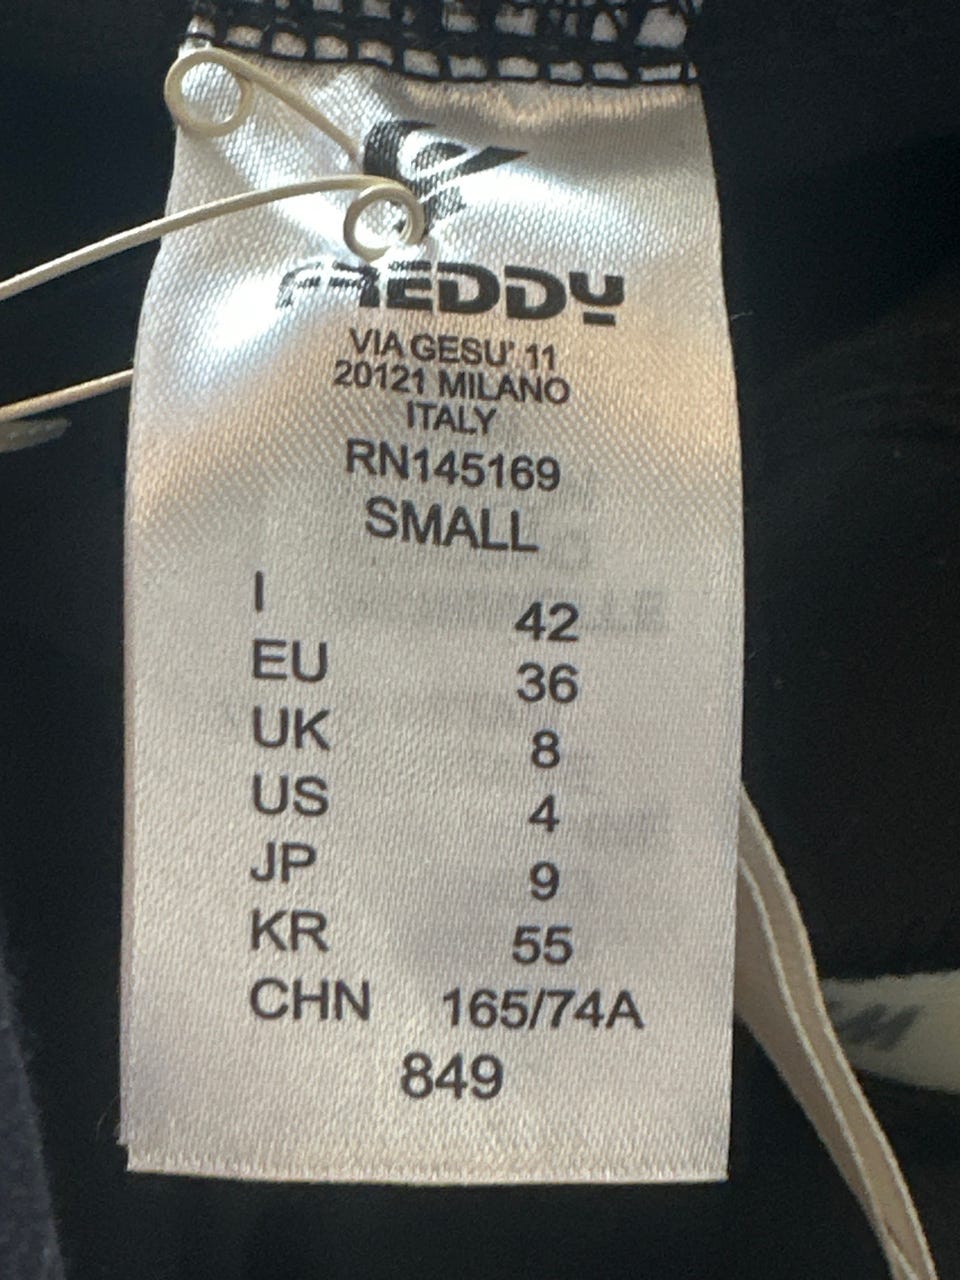 FREDDY
VIA GESU' 11
20121 MILANO
ITALY
RN145169
SMALL
I 42
EU 36
UK 8
US 4
JP 9
KR 55
CHN 165/74A
849